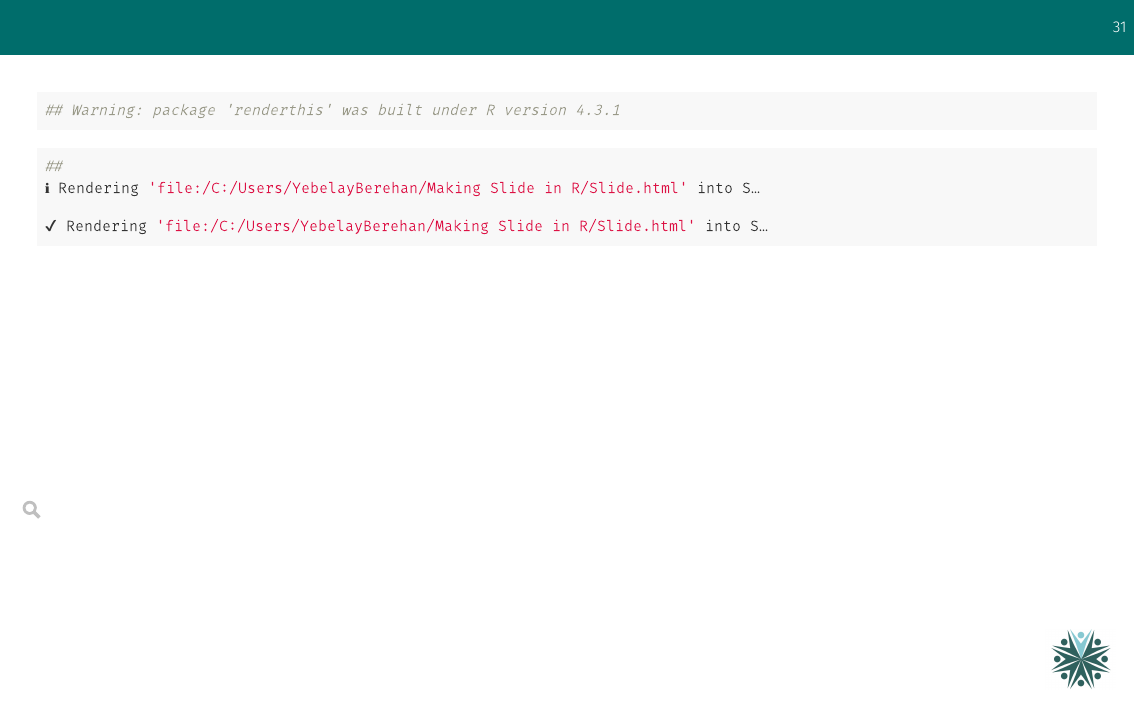 31
## Warning: package 'renderthis' was built under R version 4.3.1
##
ℹ Rendering 'file:/C:/Users/YebelayBerehan/Making Slide in R/Slide.html' into S…
✔ Rendering 'file:/C:/Users/YebelayBerehan/Making Slide in R/Slide.html' into S…